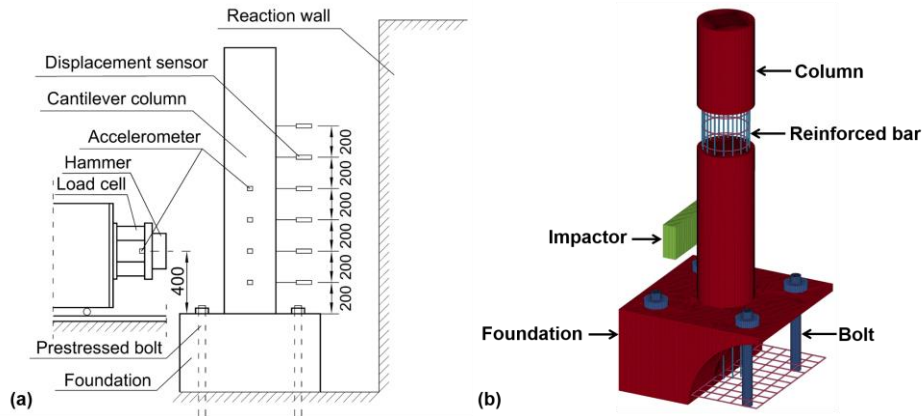 Reaction wall
Displacement sensor
Cantilever column
Accelerometer
Hammer
Load cell
200
200
200
200
200
200
400
Prestressed bolt
Foundation
(a)
Column
Reinforced bar
Impactor
Foundation
Bolt
(b)